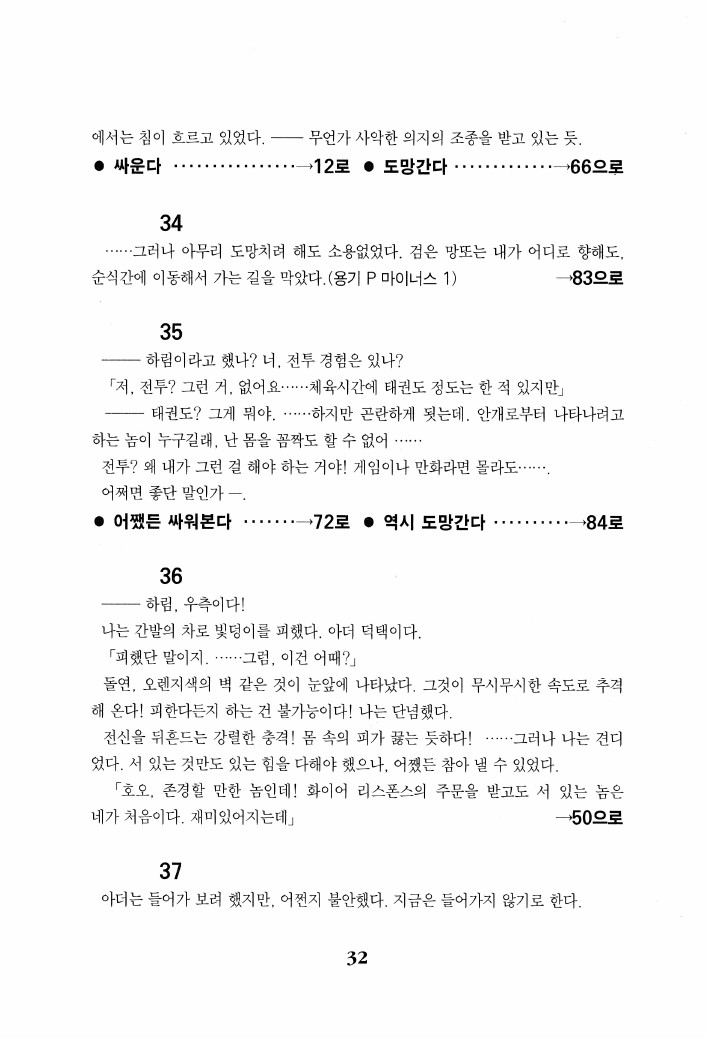 에서는 침이 흐르고 있었다. ─── 무언가 사악한 의지의 조종을 받고 있는 듯.
● 싸운다 ················→12로 ● 도망간다 ·············→66으로
34
……그러나 아무리 도망치려 해도 소용없었다. 검은 망또는 내가 어디로 향해도,
순식간에 이동해서 가는 길을 막았다.(용기 P 마이너스 1) →83으로
35
─── 하림이라고 했나? 너, 전투 경험은 있나?
「저, 전투? 그런 거, 없어요……체육시간에 태권도 정도는 한 적 있지만」
─── 태권도? 그게 뭐야. ……하지만 곤란하게 됫는데. 안개로부터 나타나려고
하는 놈이 누구길래, 난 몸을 꼼짝도 할 수 없어 ……
전투? 왜 내가 그런 걸 해야 하는 거야! 게임이나 만화라면 몰라도…….
어쩌면 좋단 말인가 ─.
● 어쨌든 싸워본다 ·······→72로 ● 역시 도망간다 ··········→84로
36
─── 하림, 우측이다!
나는 간발의 차로 빛덩이를 피했다. 아더 덕택이다.
「피했단 말이지. ……그럼, 이건 어때?」
돌연, 오렌지색의 벽 같은 것이 눈앞에 나타났다. 그것이 무시무시한 속도로 추격
해 온다! 피한다든지 하는 건 불가능이다! 나는 단념했다.
전신을 뒤흔드는 강렬한 충격! 몸 속의 피가 끓는 듯하다! ……그러나 나는 견디
었다. 서 있는 것만도 있는 힘을 다해야 했으나, 어쨌든 참아 낼 수 있었다.
「호오, 존경할 만한 놈인데! 화이어 리스폰스의 주문을 받고도 서 있는 놈은
네가 처음이다. 재미있어지는데」 →50으로
37
아더는 들어가 보려 했지만, 어쩐지 불안했다. 지금은 들어가지 않기로 한다.
32